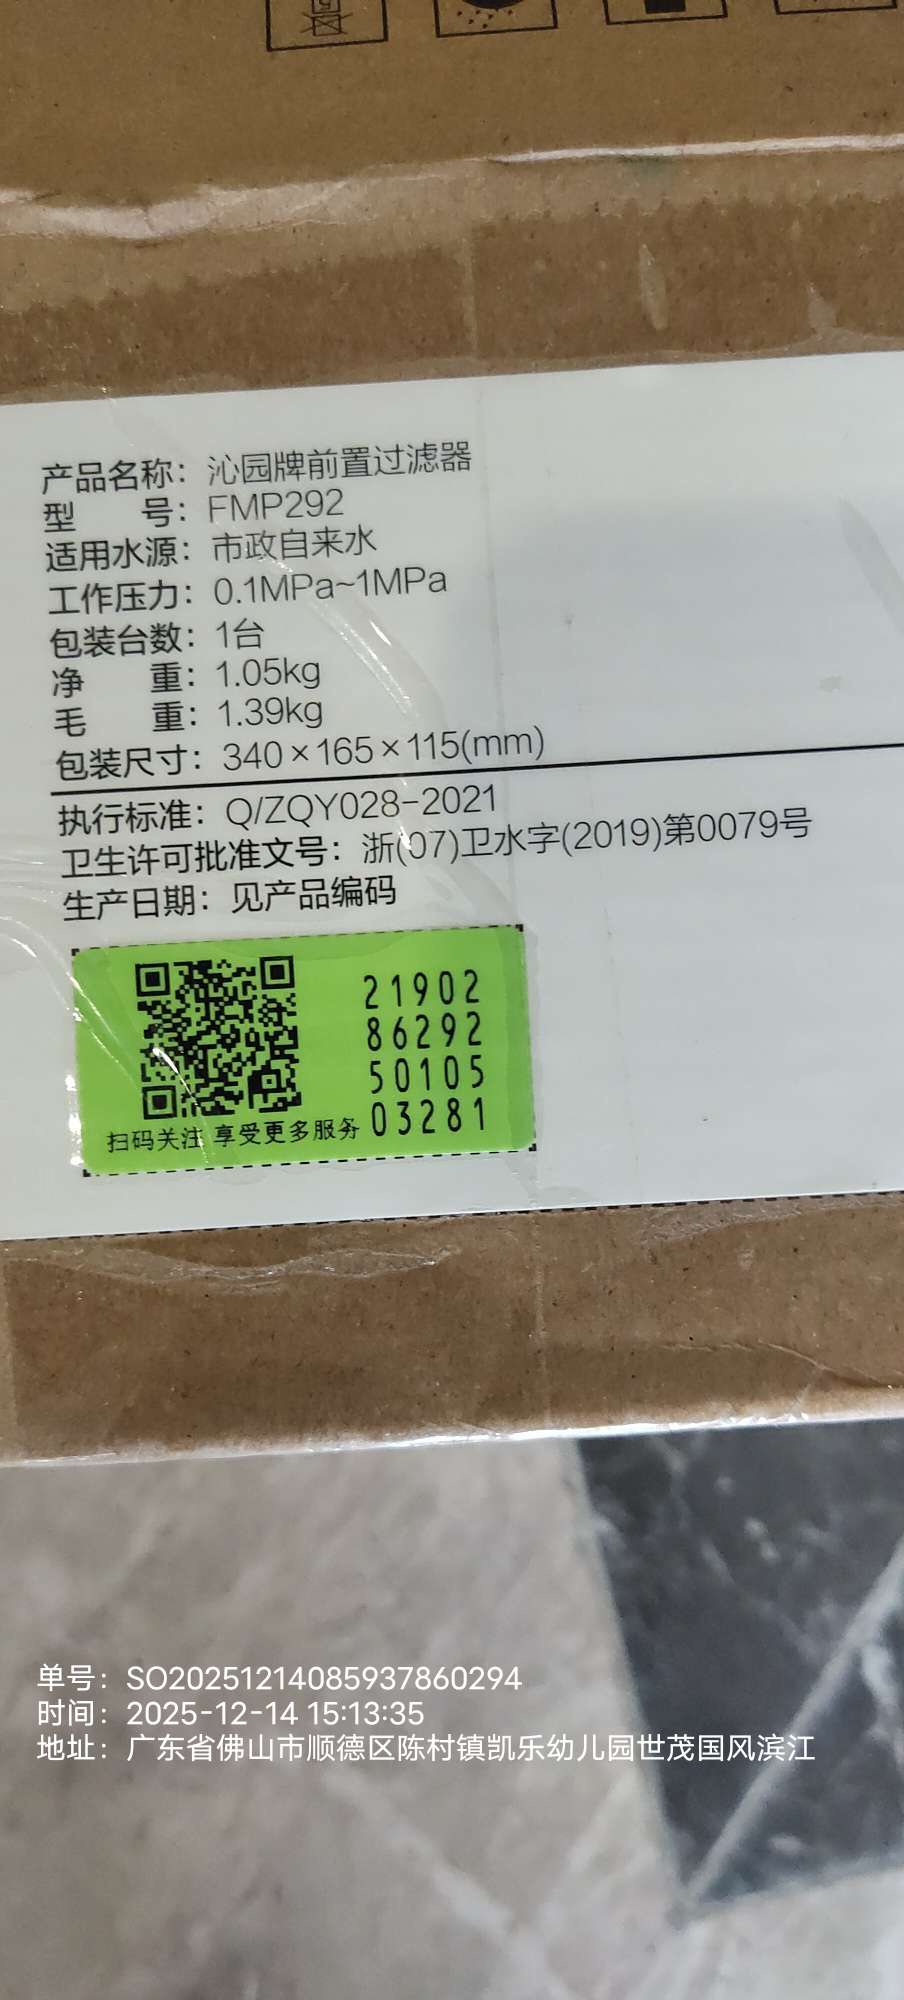 产品名称：沁园牌前置过滤器
型 号：FMP292
适用水源：市政自来水
工作压力：0.1MPa~1MPa
包装台数：1台
净 重：1.05kg
毛 重：1.39kg
包装尺寸：340×165×115(mm)
执行标准：Q/ZQY028-2021
卫生许可批准文号：浙(07)卫水字(2019)第0079号
生产日期：见产品编码
21902
86292
50105
03281
扫码关注 享受更多服务
单号：SO20251214085937860294
时间：2025-12-14 15:13:35
地址：广东省佛山市顺德区陈村镇凯乐幼儿园世茂国风滨江